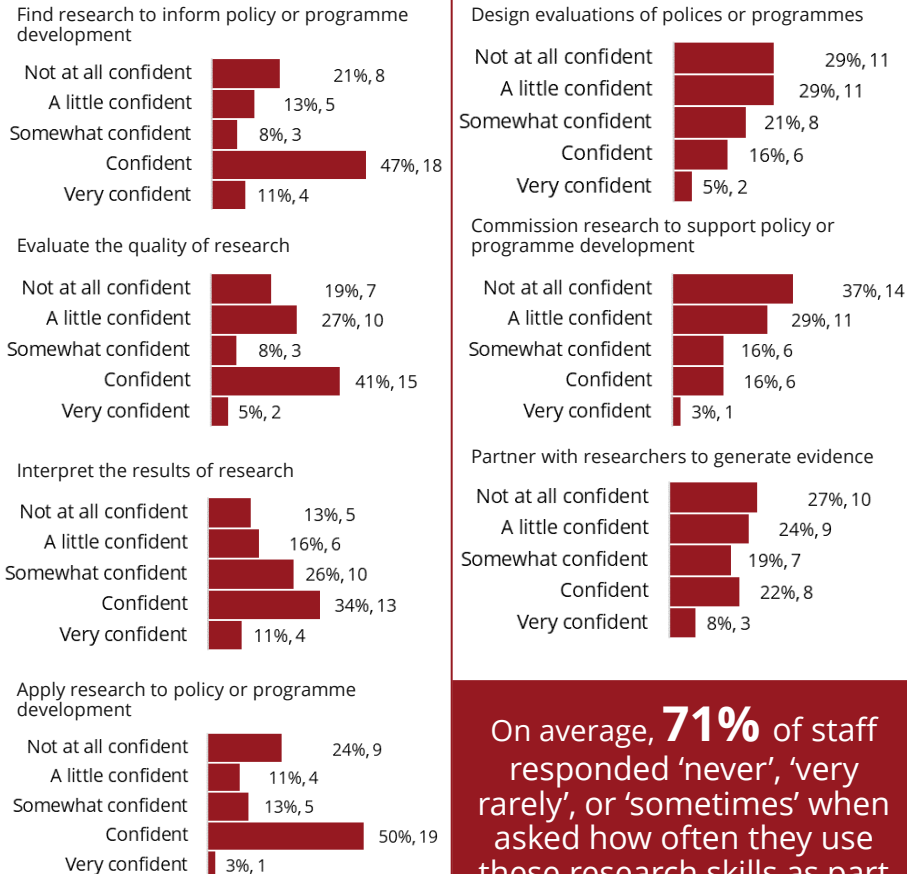 Find research to inform policy or programme
development
Not at all confident 21%, 8
A little confident 13%, 5
Somewhat confident 8%, 3
Confident 47%, 18
Very confident 11%, 4
Evaluate the quality of research
Not at all confident 19%, 7
A little confident 27%, 10
Somewhat confident 8%, 3
Confident 41%, 15
Very confident 5%, 2
Interpret the results of research
Not at all confident 13%, 5
A little confident 16%, 6
Somewhat confident 26%, 10
Confident 34%, 13
Very confident 11%, 4
Apply research to policy or programme
development
Not at all confident 24%, 9
A little confident 11%, 4
Somewhat confident 13%, 5
Confident 50%, 19
Very confident 3%, 1
Design evaluations of polices or programmes
Not at all confident 29%, 11
A little confident 29%, 11
Somewhat confident 21%, 8
Confident 16%, 6
Very confident 5%, 2
Commission research to support policy or
programme development
Not at all confident 37%, 14
A little confident 29%, 11
Somewhat confident 16%, 6
Confident 16%, 6
Very confident 3%, 1
Partner with researchers to generate evidence
Not at all confident 27%, 10
A little confident 24%, 9
Somewhat confident 19%, 7
Confident 22%, 8
Very confident 8%, 3
On average, 71% of staff
responded ‘never’, ‘very
rarely’, or ‘sometimes’ when
asked how often they use
these research skills as part